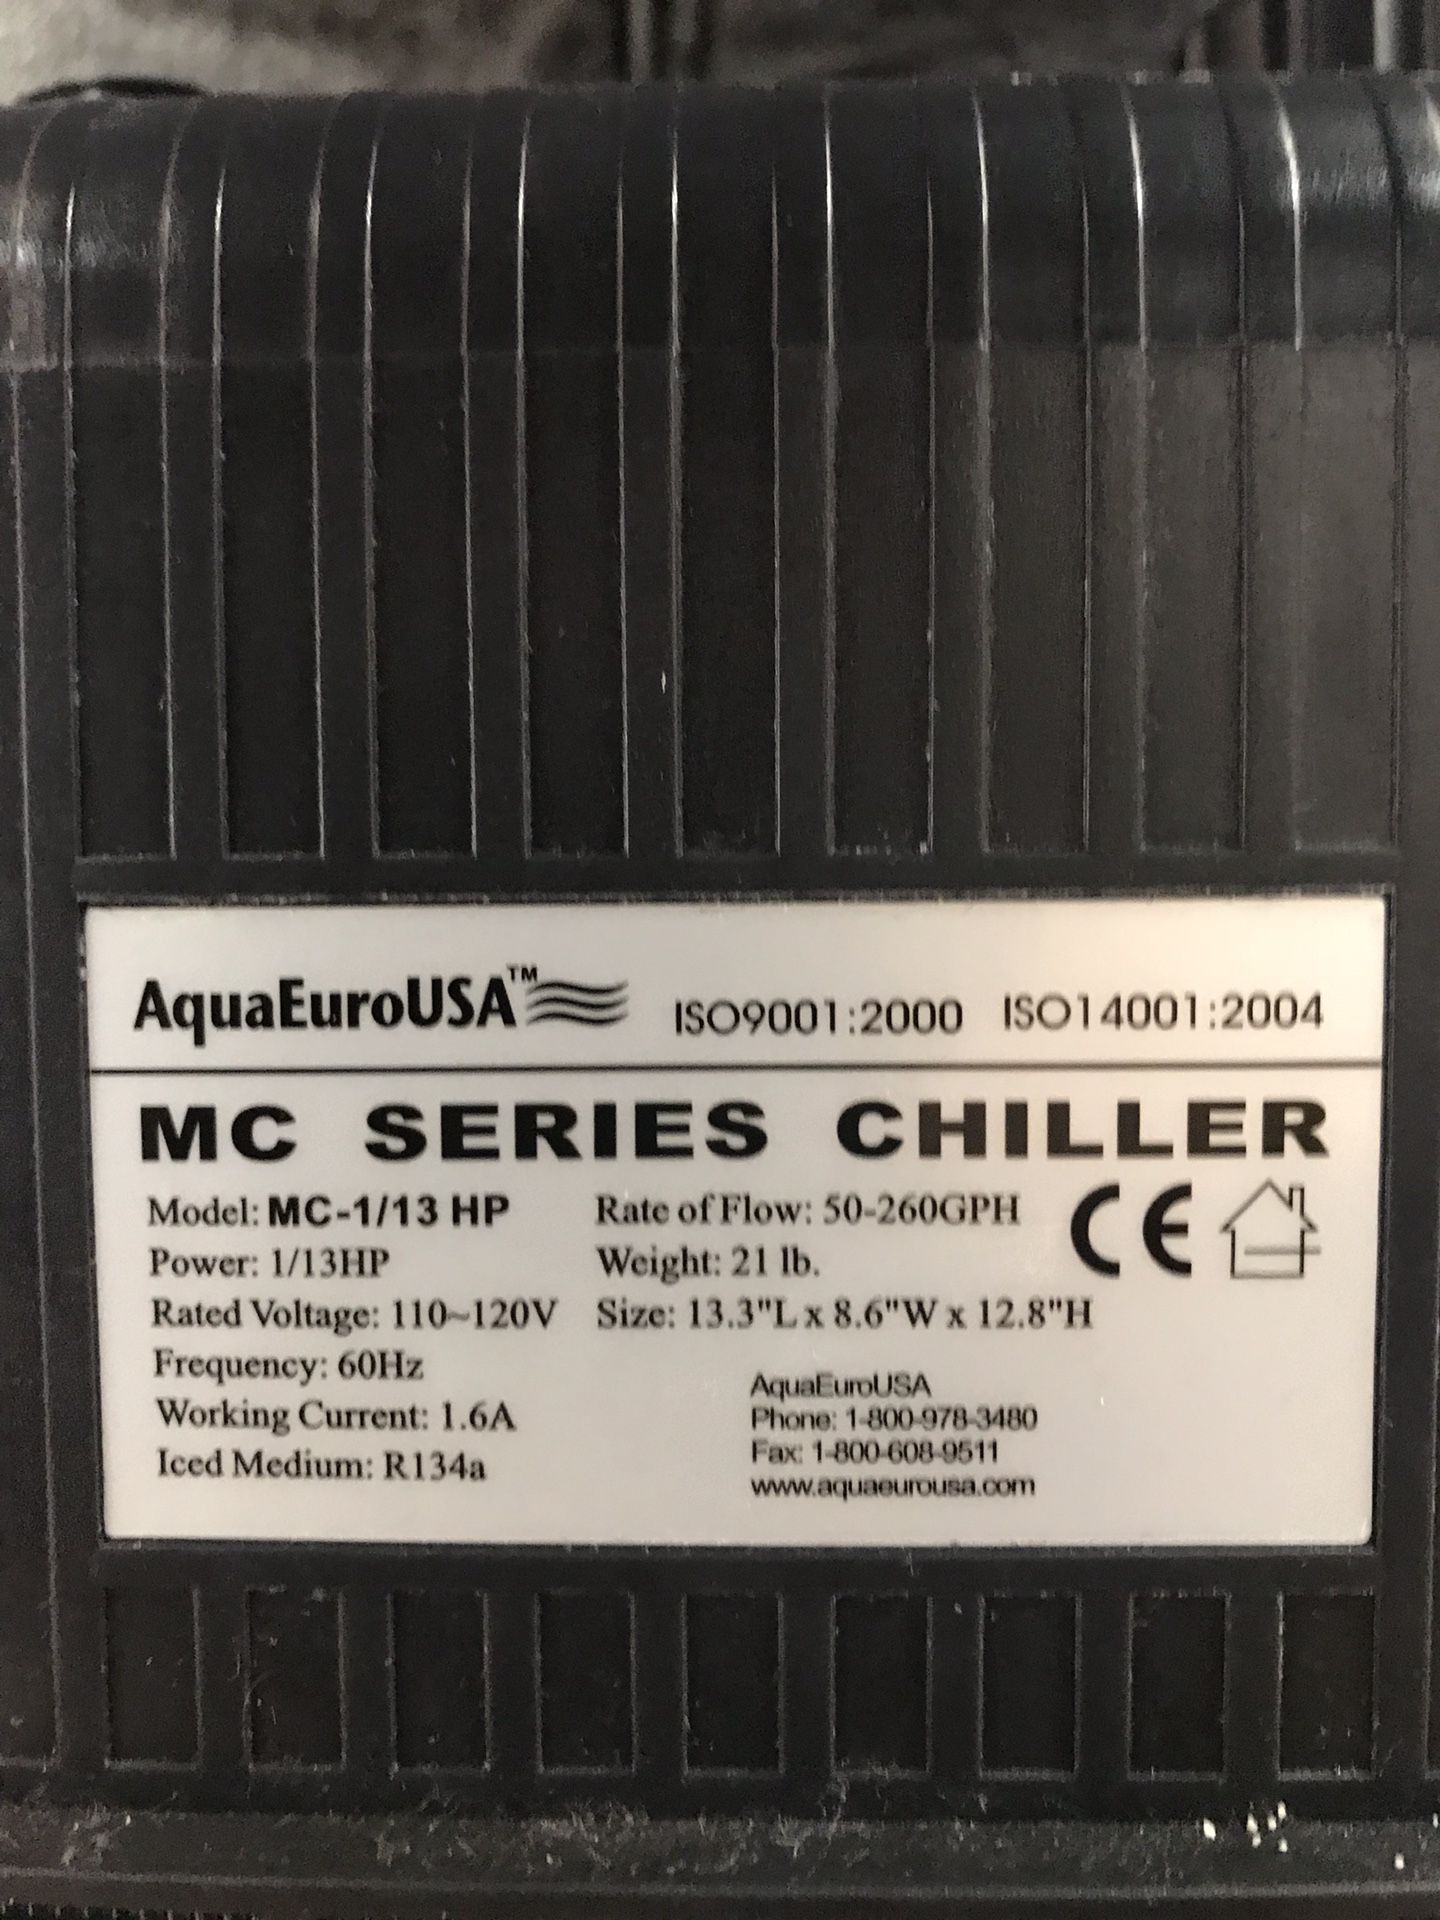 AquaEuroUSA™ ISO9001:2000 ISO14001:2004
MC SERIES CHILLER
Model: MC-1/13 HP Rate of Flow: 50-260GPH CE
Power: 1/13HP Weight: 21 lb.
Rated Voltage: 110~120V Size: 13.3"L x 8.6"W x 12.8"H
Frequency: 60Hz
Working Current: 1.6A
Iced Medium: R134a
AquaEuroUSA
Phone: 1-800-978-3480
Fax: 1-800-608-9511
www.aquaeurousa.com